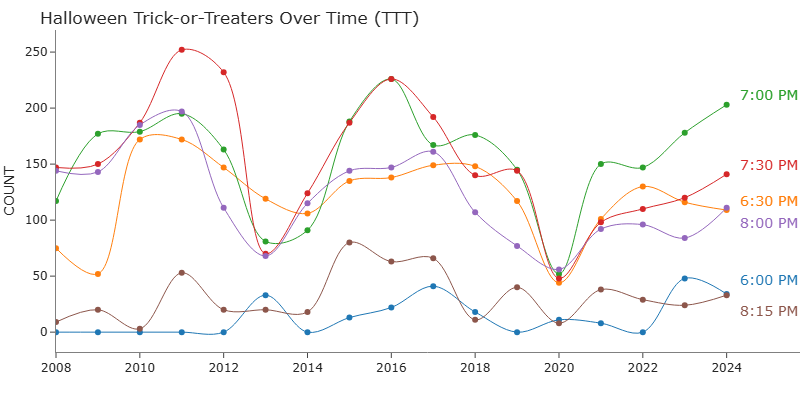 Halloween Trick-or-Treaters Over Time (TTT)
250
200
150
100
50
0
COUNT
7:00 PM
7:30 PM
6:30 PM
8:00 PM
6:00 PM
8:15 PM
2008 2010 2012 2014 2016 2018 2020 2022 2024